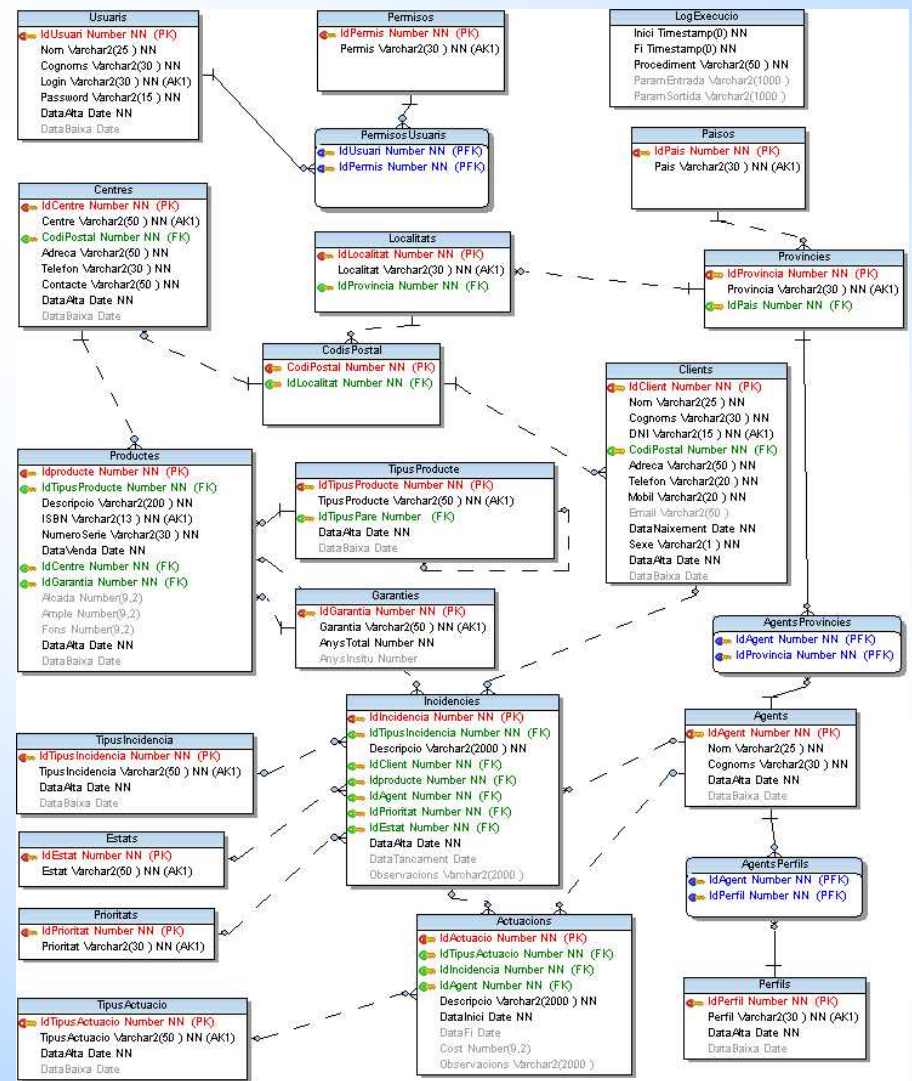 Usuaris
IdUsuari Number NN (PK)
Nom Varchar2(25 ) NN
Cognoms Varchar2(30 ) NN
Login Varchar2(30 ) NN (AK1)
Password Varchar2(15 ) NN
DataAlta Date NN
DataBaixa Date
Permisos
IdPermis Number NN (PK)
Permis Varchar2(30 ) NN (AK1)
LogExecucio
Inici Timestamp(0) NN
Fi Timestamp(0) NN
Procediment Varchar2(50 ) NN
ParamEntrada Varchar2(1000 )
ParamSortida Varchar2(1000 )
PermisosUsuaris
IdUsuari Number NN (PFK)
IdPermis Number NN (PFK)
Paisos
IdPais Number NN (PK)
Pais Varchar2(30 ) NN (AK1)
Centres
IdCentre Number NN (PK)
Centre Varchar2(50 ) NN (AK1)
CodiPostal Number NN (FK)
Adreca Varchar2(50 ) NN
Telefon Varchar2(30 ) NN
Contacte Varchar2(50 ) NN
DataAlta Date NN
DataBaixa Date
Localitats
IdLocalitat Number NN (PK)
Localitat Varchar2(30 ) NN (AK1)
IdProvincia Number NN (FK)
Provincies
IdProvincia Number NN (PK)
Provincia Varchar2(30 ) NN (AK1)
IdPais Number NN (FK)
CodisPostal
CodiPostal Number NN (PK)
IdLocalitat Number NN (FK)
Clients
IdClient Number NN (PK)
Nom Varchar2(25 ) NN
Cognoms Varchar2(30 ) NN
DNI Varchar2(15 ) NN (AK1)
CodiPostal Number NN (FK)
Adreca Varchar2(50 ) NN
Telefon Varchar2(20 ) NN
Mobil Varchar2(20 ) NN
Email Varchar2(50 )
DataNaixement Date NN
Sexe Varchar2(1 ) NN
DataAlta Date NN
DataBaixa Date
Productes
Idproducte Number NN (PK)
IdTipusProducte Number NN (FK)
Descripcio Varchar2(200 ) NN
ISBN Varchar2(13 ) NN (AK1)
NumeroSerie Varchar2(30 ) NN
DataVenda Date NN
IdCentre Number NN (FK)
IdGarantia Number NN (FK)
Alcada Number(9,2)
Ample Number(9,2)
Fons Number(9,2)
DataAlta Date NN
DataBaixa Date
TipusProducte
IdTipusProducte Number NN (PK)
TipusProducte Varchar2(50 ) NN (AK1)
IdTipusPare Number (FK)
DataAlta Date NN
DataBaixa Date
Garanties
IdGarantia Number NN (PK)
Garantia Varchar2(50 ) NN (AK1)
AnysTotal Number NN
AnysInsitu Number
AgentsProvincies
IdAgent Number NN (PFK)
IdProvincia Number NN (PFK)
Incidencies
IdIncidencia Number NN (PK)
IdTipusIncidencia Number NN (FK)
Descripcio Varchar2(2000 ) NN
IdClient Number NN (FK)
Idproducte Number NN (FK)
IdAgent Number NN (FK)
IdPrioritat Number NN (FK)
IdEstat Number NN (FK)
DataAlta Date NN
DataTancament Date
Observacions Varchar2(2000 )
Agents
IdAgent Number NN (PK)
Nom Varchar2(25 ) NN
Cognoms Varchar2(30 ) NN
DataAlta Date NN
DataBaixa Date
TipusIncidencia
IdTipusIncidencia Number NN (PK)
TipusIncidencia Varchar2(50 ) NN (AK1)
DataAlta Date NN
DataBaixa Date
Estats
IdEstat Number NN (PK)
Estat Varchar2(50 ) NN (AK1)
AgentsPerfils
IdAgent Number NN (PFK)
IdPerfil Number NN (PFK)
Prioritats
IdPrioritat Number NN (PK)
Prioritat Varchar2(30 ) NN (AK1)
Actuacions
IdActuacio Number NN (PK)
IdTipusActuacio Number NN (FK)
IdIncidencia Number NN (FK)
IdAgent Number NN (FK)
Descripcio Varchar2(2000 ) NN
DataInici Date NN
DataFi Date
Cost Number(9,2)
Observacions Varchar2(2000 )
Perfils
IdPerfil Number NN (PK)
Perfil Varchar2(30 ) NN (AK1)
DataAlta Date NN
DataBaixa Date
TipusActuacio
IdTipusActuacio Number NN (PK)
TipusActuacio Varchar2(50 ) NN (AK1)
DataAlta Date NN
DataBaixa Date